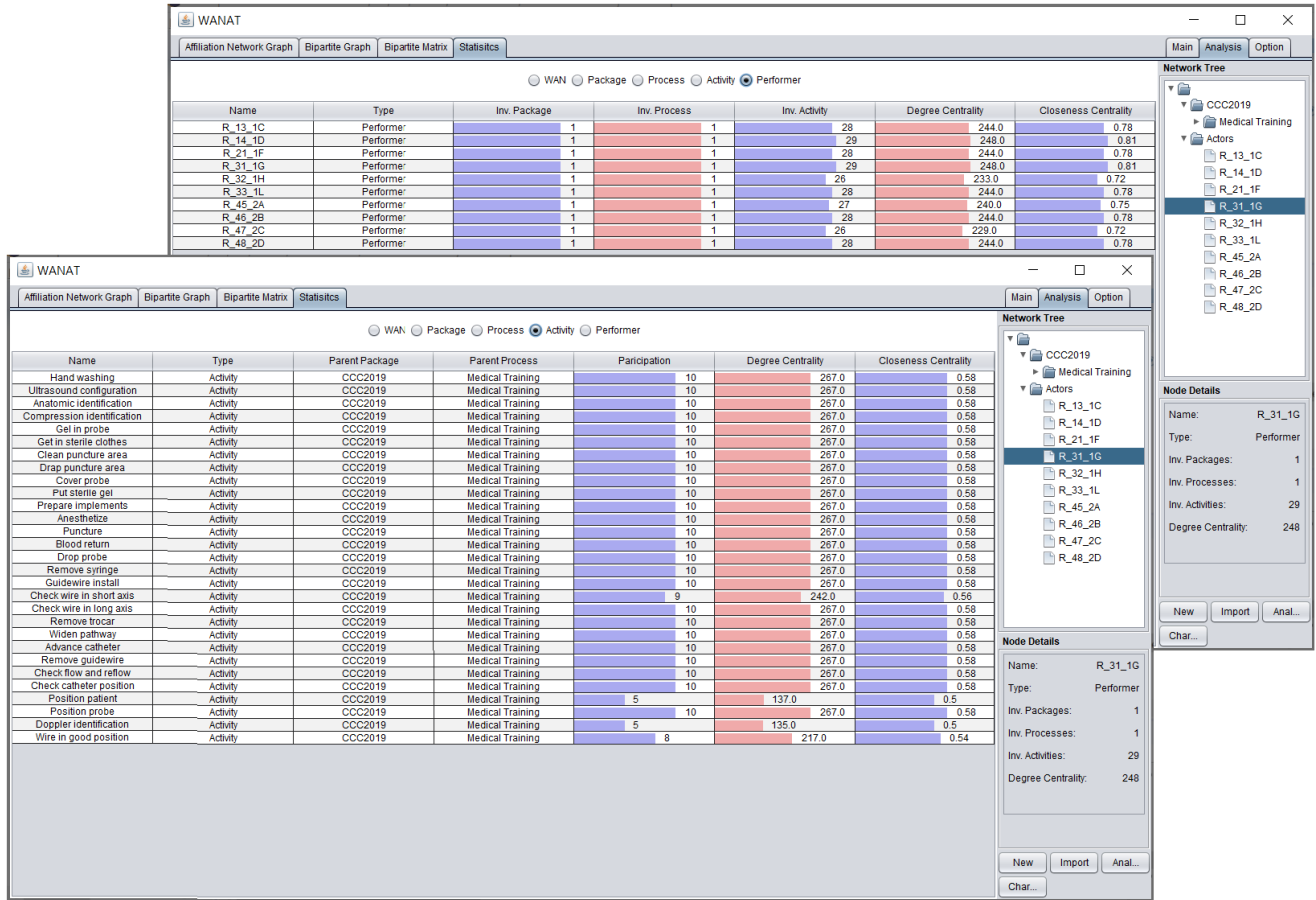 WANAT
Affiliation Network Graph Bipartite Graph Bipartite Matrix Statisitcs Main Analysis Option
WAN Package Process Activity Performer
Name Type Inv. Package Inv. Process Inv. Activity Degree Centrality Closeness Centrality
R_13_1C Performer 1 1 28 244.0 0.78
R_14_1D Performer 1 1 29 248.0 0.81
R_21_1F Performer 1 1 28 244.0 0.78
R_31_1G Performer 1 1 29 248.0 0.81
R_32_1H Performer 1 1 26 233.0 0.72
R_33_1L Performer 1 1 28 244.0 0.78
R_45_2A Performer 1 1 27 240.0 0.75
R_46_2B Performer 1 1 28 244.0 0.78
R_47_2C Performer 1 1 26 229.0 0.72
R_48_2D Performer 1 1 28 244.0 0.78
Network Tree
CCC2019
Medical Training
Actors
R_13_1C
R_14_1D
R_21_1F
R_31_1G
R_32_1H
R_33_1L
R_45_2A
R_46_2B
R_47_2C
R_48_2D
Node Details
Name: R_31_1G
Type: Performer
Inv. Packages: 1
Inv. Processes: 1
Inv. Activities: 29
Degree Centrality: 248
New Import Anal...
Char...
WANAT
Affiliation Network Graph Bipartite Graph Bipartite Matrix Statisitcs Main Analysis Option
WAN Package Process Activity Performer
Name Type Parent Package Parent Process Paricipation Degree Centrality Closeness Centrality
Hand washing Activity CCC2019 Medical Training 10 267.0 0.58
Ultrasound configuration Activity CCC2019 Medical Training 10 267.0 0.58
Anatomic identification Activity CCC2019 Medical Training 10 267.0 0.58
Compression identification Activity CCC2019 Medical Training 10 267.0 0.58
Gel in probe Activity CCC2019 Medical Training 10 267.0 0.58
Get in sterile clothes Activity CCC2019 Medical Training 10 267.0 0.58
Clean puncture area Activity CCC2019 Medical Training 10 267.0 0.58
Drap puncture area Activity CCC2019 Medical Training 10 267.0 0.58
Cover probe Activity CCC2019 Medical Training 10 267.0 0.58
Put sterile gel Activity CCC2019 Medical Training 10 267.0 0.58
Prepare implements Activity CCC2019 Medical Training 10 267.0 0.58
Anesthetize Activity CCC2019 Medical Training 10 267.0 0.58
Puncture Activity CCC2019 Medical Training 10 267.0 0.58
Blood return Activity CCC2019 Medical Training 10 267.0 0.58
Drop probe Activity CCC2019 Medical Training 10 267.0 0.58
Remove syringe Activity CCC2019 Medical Training 10 267.0 0.58
Guidewire install Activity CCC2019 Medical Training 10 267.0 0.58
Check wire in short axis Activity CCC2019 Medical Training 9 242.0 0.56
Check wire in long axis Activity CCC2019 Medical Training 10 267.0 0.58
Remove trocar Activity CCC2019 Medical Training 10 267.0 0.58
Widen pathway Activity CCC2019 Medical Training 10 267.0 0.58
Advance catheter Activity CCC2019 Medical Training 10 267.0 0.58
Remove guidewire Activity CCC2019 Medical Training 10 267.0 0.58
Check flow and reflow Activity CCC2019 Medical Training 10 267.0 0.58
Check catheter position Activity CCC2019 Medical Training 10 267.0 0.58
Position patient Activity CCC2019 Medical Training 5 137.0 0.5
Position probe Activity CCC2019 Medical Training 10 267.0 0.58
Doppler identification Activity CCC2019 Medical Training 5 135.0 0.5
Wire in good position Activity CCC2019 Medical Training 8 217.0 0.54
Network Tree
CCC2019
Medical Training
Actors
R_13_1C
R_14_1D
R_21_1F
R_31_1G
R_32_1H
R_33_1L
R_45_2A
R_46_2B
R_47_2C
R_48_2D
Node Details
Name: R_31_1G
Type: Performer
Inv. Packages: 1
Inv. Processes: 1
Inv. Activities: 29
Degree Centrality: 248
New Import Anal...
Char...